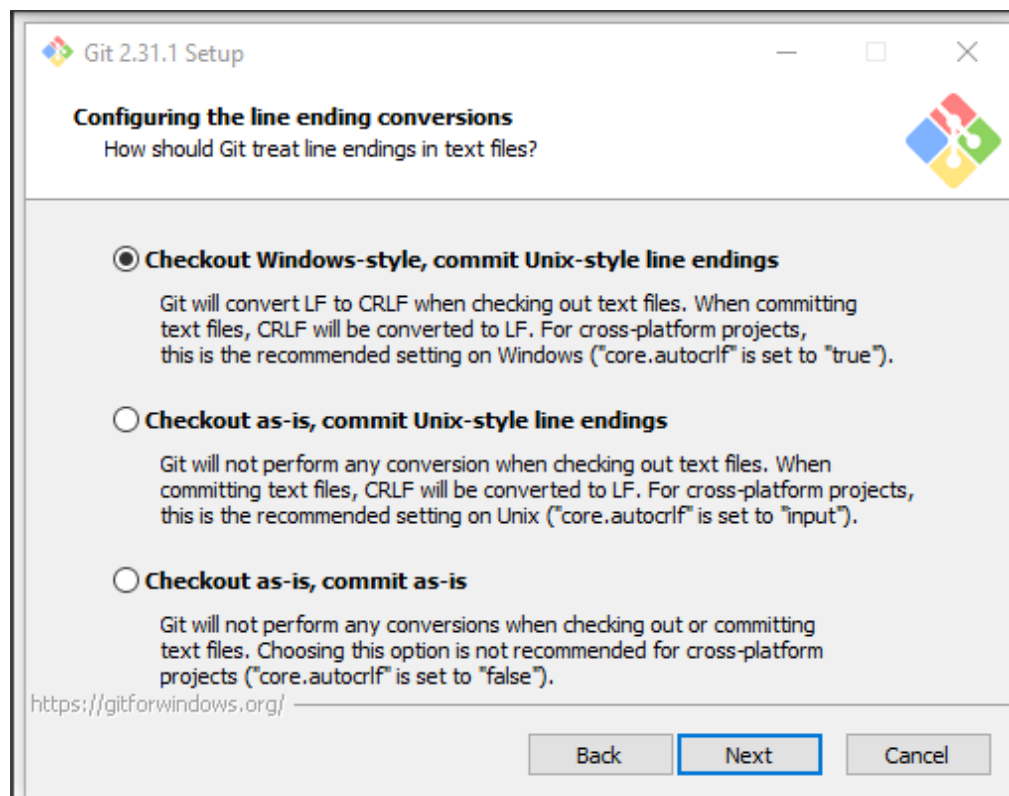 Git 2.31.1 Setup
Configuring the line ending conversions
How should Git treat line endings in text files?
Checkout Windows-style, commit Unix-style line endings
Git will convert LF to CRLF when checking out text files. When committing
text files, CRLF will be converted to LF. For cross-platform projects,
this is the recommended setting on Windows ("core.autocrlf" is set to "true").
Checkout as-is, commit Unix-style line endings
Git will not perform any conversion when checking out text files. When
committing text files, CRLF will be converted to LF. For cross-platform projects,
this is the recommended setting on Unix ("core.autocrlf" is set to "input").
Checkout as-is, commit as-is
Git will not perform any conversions when checking out or committing
text files. Choosing this option is not recommended for cross-platform
projects ("core.autocrlf" is set to "false").
https://gitforwindows.org/
Back Next Cancel